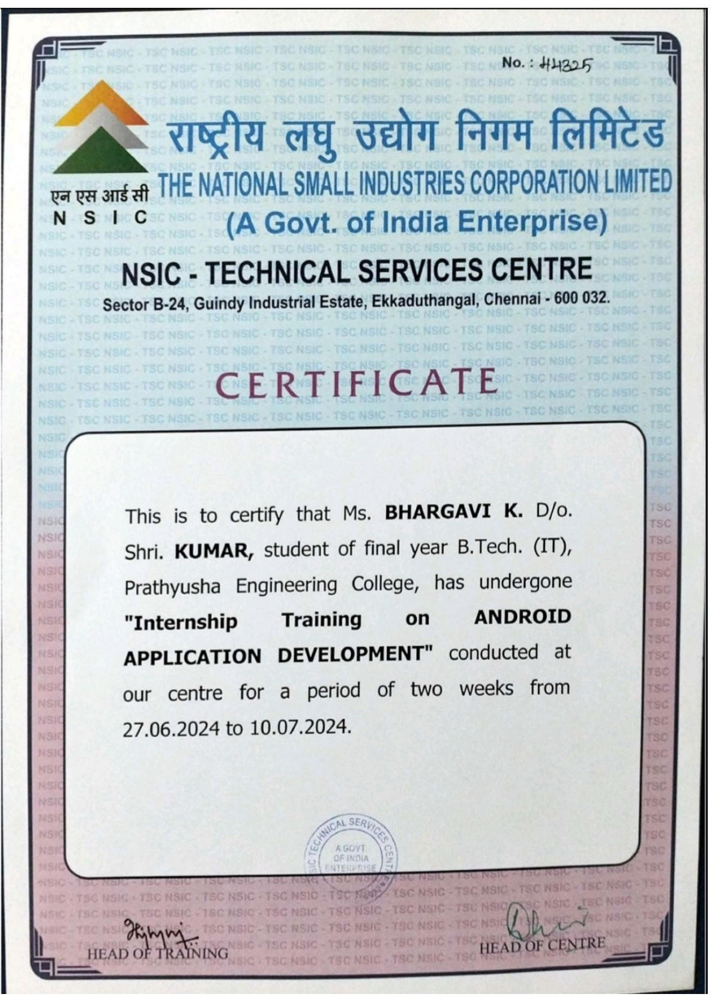 No. : 44325
राष्ट्रीय लघु उद्योग निगम लिमिटेड
एन एस आई सी
N S I C
THE NATIONAL SMALL INDUSTRIES CORPORATION LIMITED
(A Govt. of India Enterprise)
NSIC - TECHNICAL SERVICES CENTRE
Sector B-24, Guindy Industrial Estate, Ekkaduthangal, Chennai - 600 032.
CERTIFICATE
This is to certify that Ms. BHARGAVI K. D/o.
Shri. KUMAR, student of final year B.Tech. (IT),
Prathyusha Engineering College, has undergone
"Internship Training on ANDROID
APPLICATION DEVELOPMENT" conducted at
our centre for a period of two weeks from
27.06.2024 to 10.07.2024.
TECHNICAL SERVICES CENTRE
A GOVT.
OF INDIA
ENTERPRISE
HEAD OF TRAINING
HEAD OF CENTRE